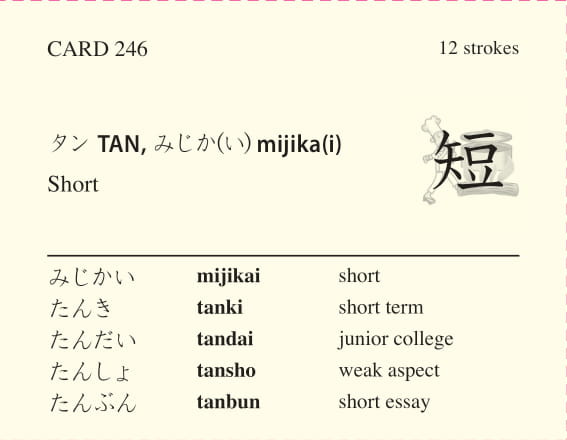 CARD 246 12 strokes
タン TAN, みじか(い) mijika(i)
Short
短
みじかい mijikai short
たんき tanki short term
たんだい tandai junior college
たんしょ tansho weak aspect
たんぶん tanbun short essay